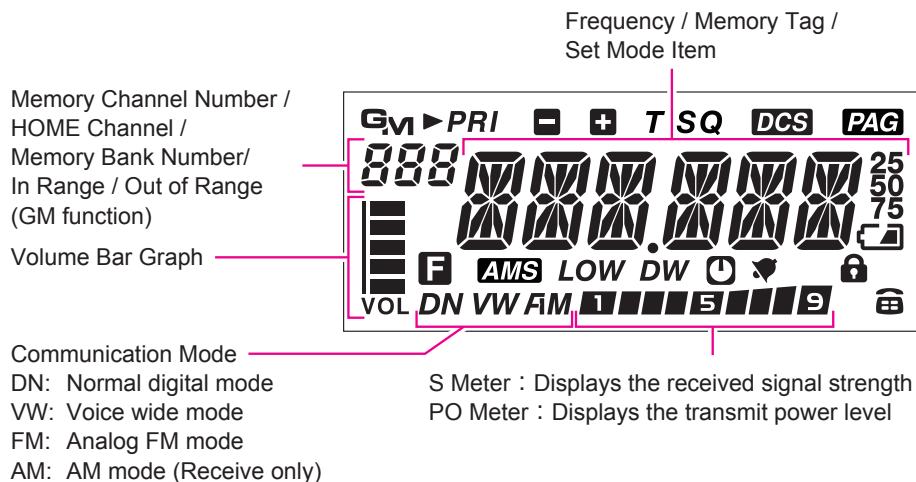 Frequency / Memory Tag /
Set Mode Item
Memory Channel Number /
HOME Channel /
Memory Bank Number/
In Range / Out of Range
(GM function)
Volume Bar Graph
GM ►PRI - + T SQ DCS PAG
888
25
50
75
F AMS LOW DW
VOL DN VW FM 1 5 9
Communication Mode
DN: Normal digital mode
VW: Voice wide mode
FM: Analog FM mode
AM: AM mode (Receive only)
S Meter : Displays the received signal strength
PO Meter : Displays the transmit power level